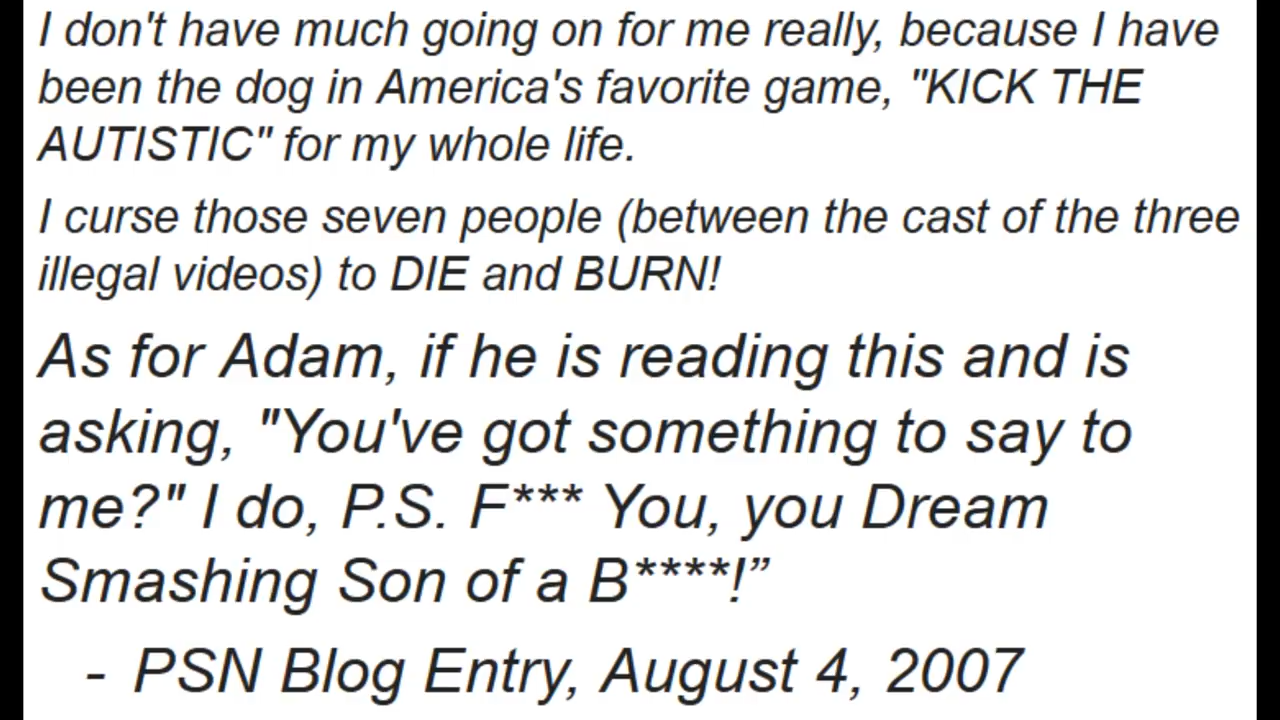 I don't have much going on for me really, because I have
been the dog in America's favorite game, "KICK THE
AUTISTIC" for my whole life.
I curse those seven people (between the cast of the three
illegal videos) to DIE and BURN!
As for Adam, if he is reading this and is
asking, "You've got something to say to
me?" I do, P.S. F*** You, you Dream
Smashing Son of a B****!”
- PSN Blog Entry, August 4, 2007